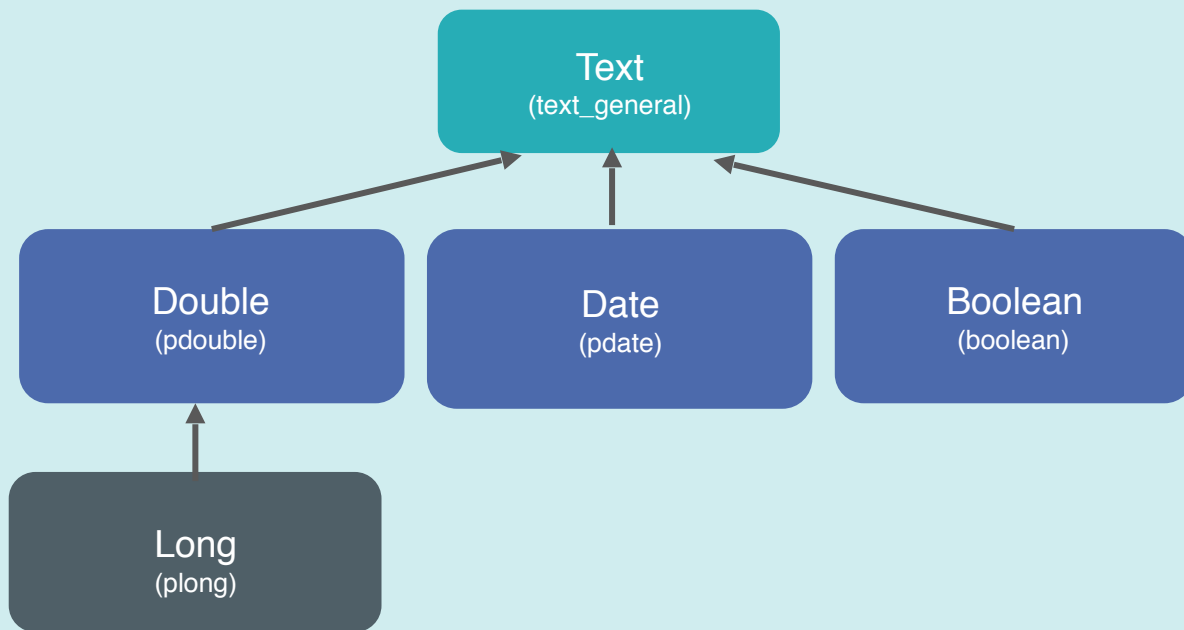 Text
(text_general)
Double
(pdouble)
Date
(pdate)
Boolean
(boolean)
Long
(plong)